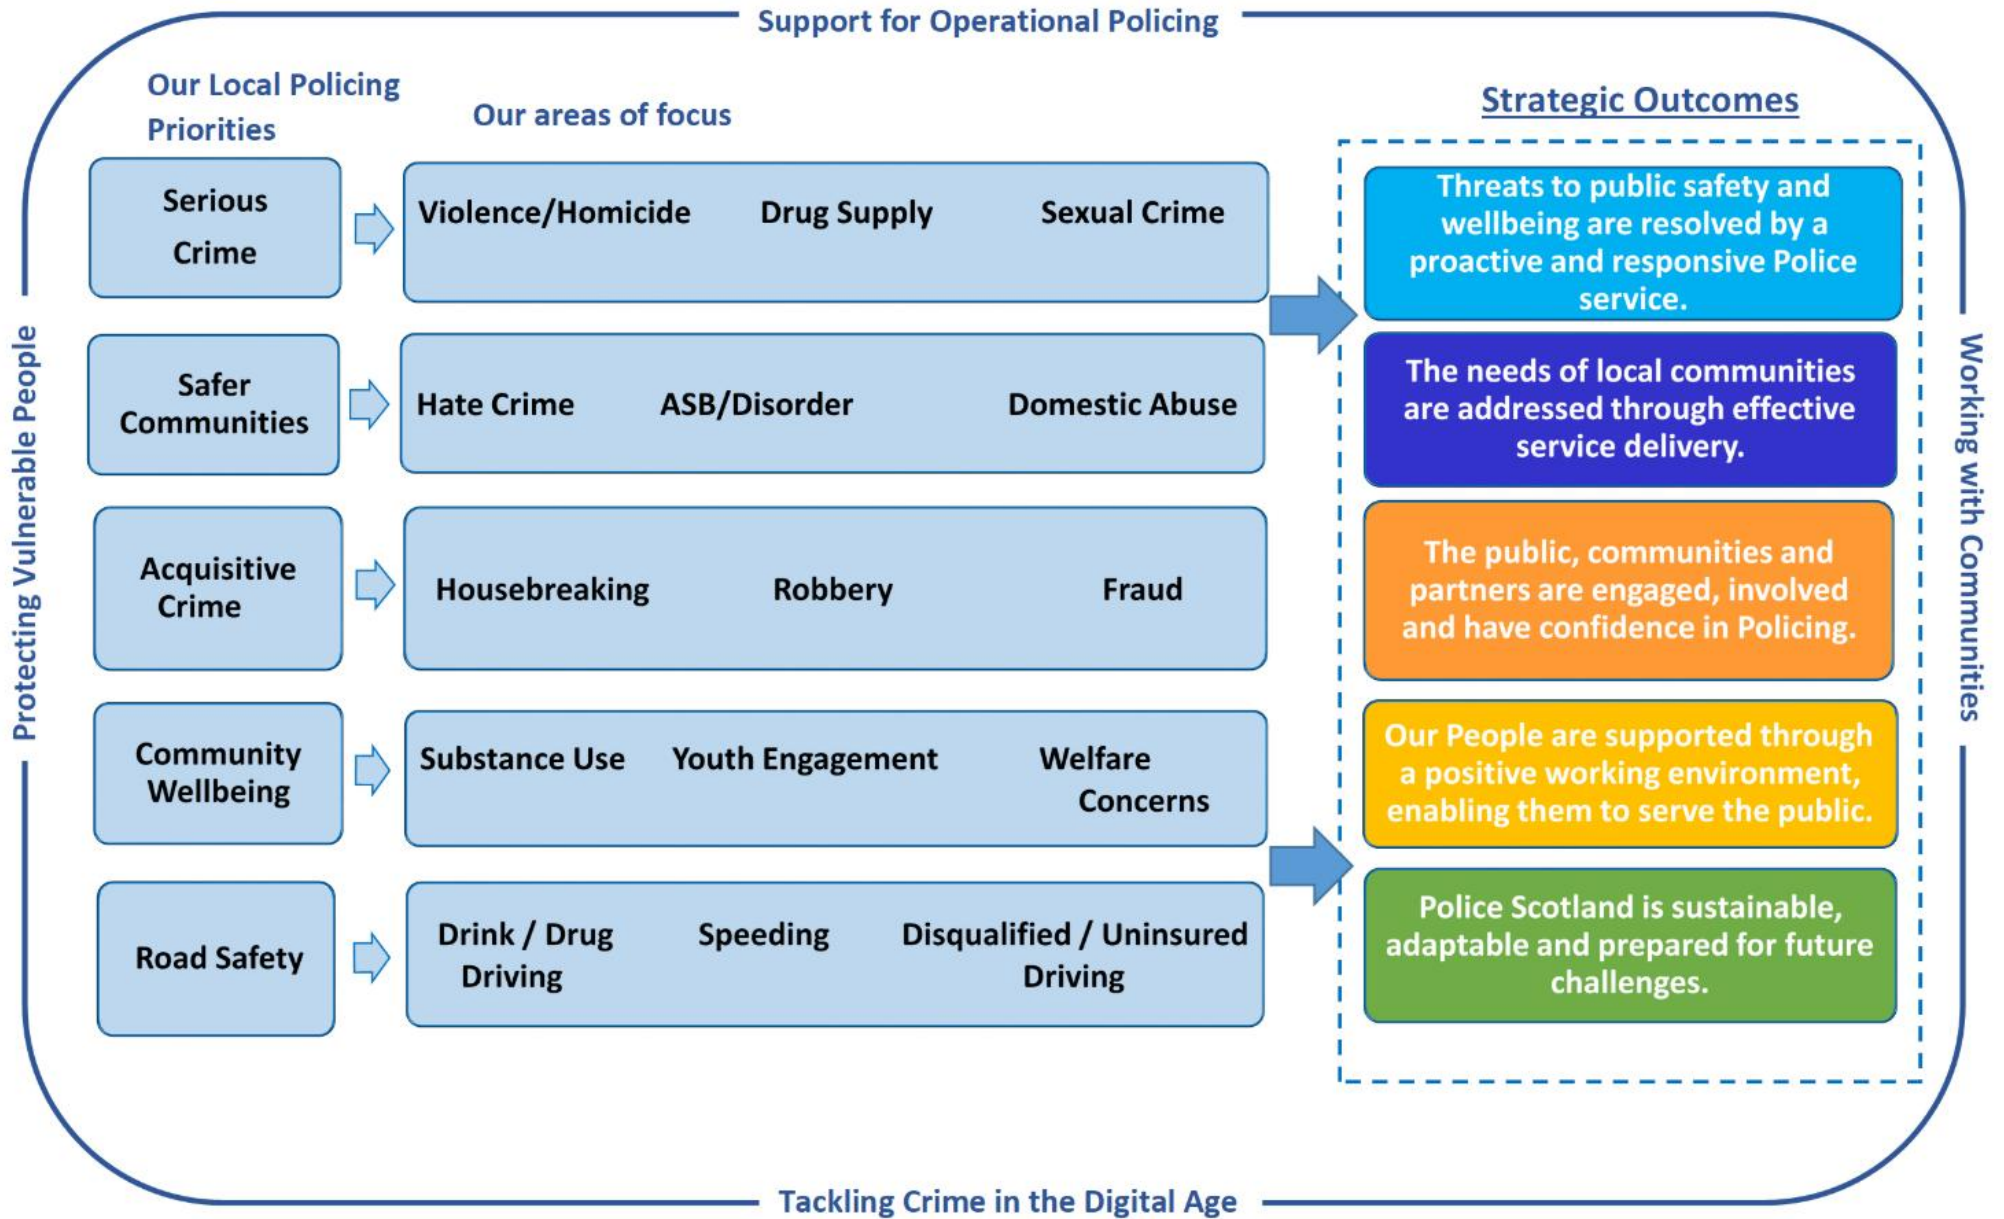 Support for Operational Policing
Our Local Policing
Priorities
Our areas of focus
Strategic Outcomes
Protecting Vulnerable People
Serious
Crime
Violence/Homicide Drug Supply Sexual Crime
Safer
Communities
Hate Crime ASB/Disorder Domestic Abuse
Acquisitive
Crime
Housebreaking Robbery Fraud
Community
Wellbeing
Substance Use Youth Engagement Welfare
Concerns
Road Safety
Drink / Drug Speeding Disqualified / Uninsured
Driving Driving
Threats to public safety and
wellbeing are resolved by a
proactive and responsive Police
service.
The needs of local communities
are addressed through effective
service delivery.
The public, communities and
partners are engaged, involved
and have confidence in Policing.
Our People are supported through
a positive working environment,
enabling them to serve the public.
Police Scotland is sustainable,
adaptable and prepared for future
challenges.
Working with Communities
Tackling Crime in the Digital Age